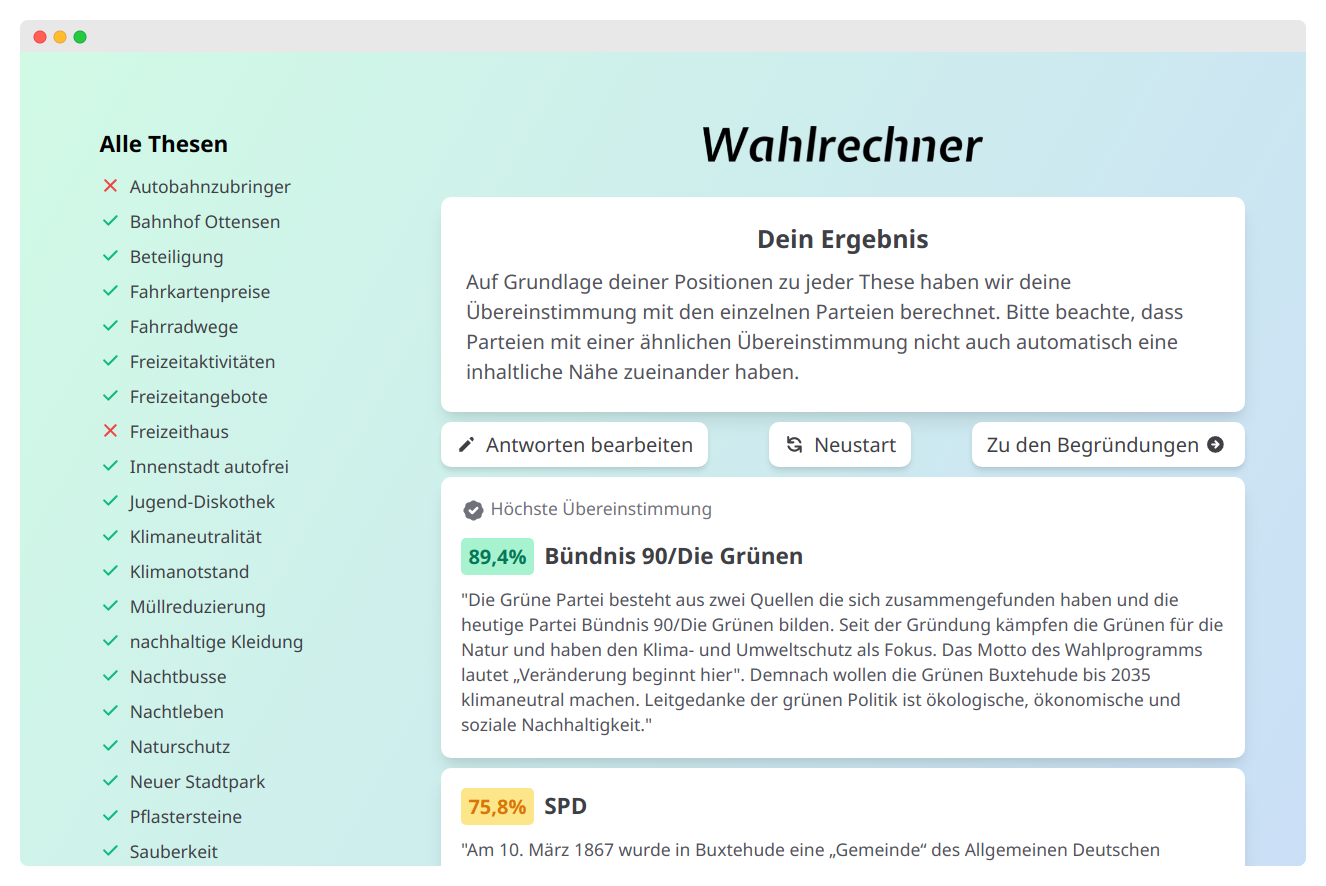 Alle Thesen
Autobahnzubringer
Bahnhof Ottensen
Beteiligung
Fahrkartenpreise
Fahrradwege
Freizeitaktivitäten
Freizeitangebote
Freizeithaus
Innenstadt autofrei
Jugend-Diskothek
Klimaneutralität
Klimanotstand
Müllreduzierung
nachhaltige Kleidung
Nachtbusse
Nachtleben
Naturschutz
Neuer Stadtpark
Pflastersteine
Sauberkeit
Wahlrechner
Dein Ergebnis
Auf Grundlage deiner Positionen zu jeder These haben wir deine
Übereinstimmung mit den einzelnen Parteien berechnet. Bitte beachte, dass
Parteien mit einer ähnlichen Übereinstimmung nicht auch automatisch eine
inhaltliche Nähe zueinander haben.
Antworten bearbeiten
Neustart
Zu den Begründungen
Höchste Übereinstimmung
89,4% Bündnis 90/Die Grünen
"Die Grüne Partei besteht aus zwei Quellen die sich zusammengefunden haben und die
heutige Partei Bündnis 90/Die Grünen bilden. Seit der Gründung kämpfen die Grünen für die
Natur und haben den Klima- und Umweltschutz als Fokus. Das Motto des Wahlprogramms
lautet „Veränderung beginnt hier". Demnach wollen die Grünen Buxtehude bis 2035
klimaneutral machen. Leitgedanke der grünen Politik ist ökologische, ökonomische und
soziale Nachhaltigkeit."
75,8% SPD
"Am 10. März 1867 wurde in Buxtehude eine „Gemeinde“ des Allgemeinen Deutschen